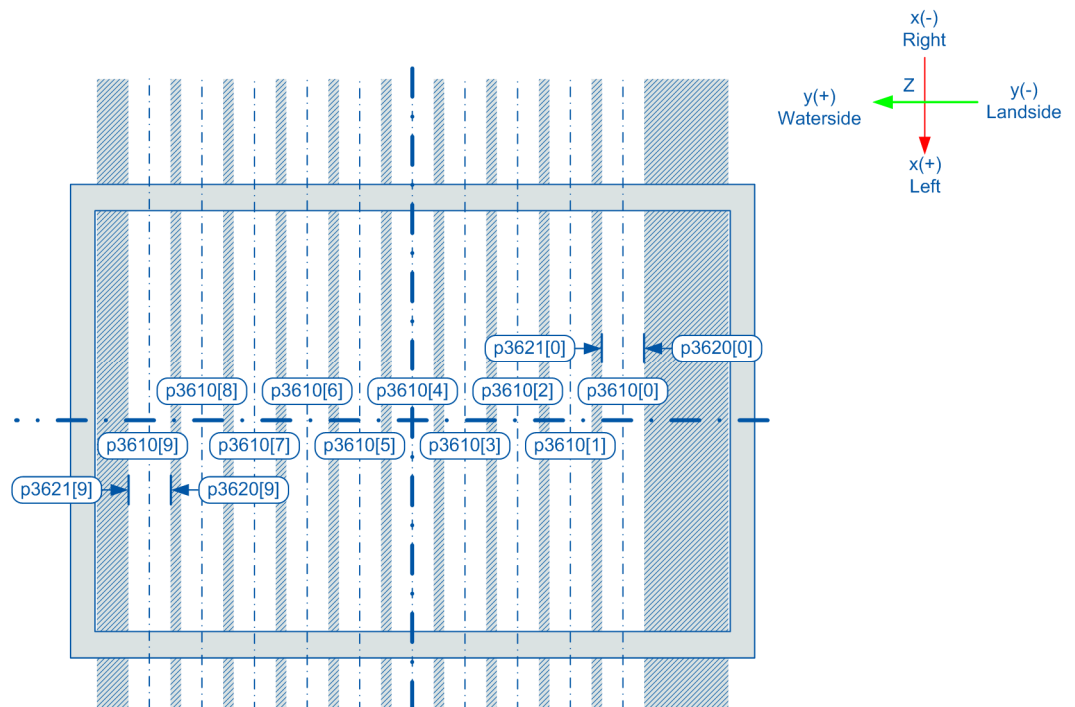 x(-)
Right
Z
y(+)
Waterside
y(-)
Landside
x(+)
Left
p3621[0]
p3620[0]
p3610[8]
p3610[6]
p3610[4]
p3610[2]
p3610[0]
p3610[9]
p3610[7]
p3610[5]
p3610[3]
p3610[1]
p3621[9]
p3620[9]